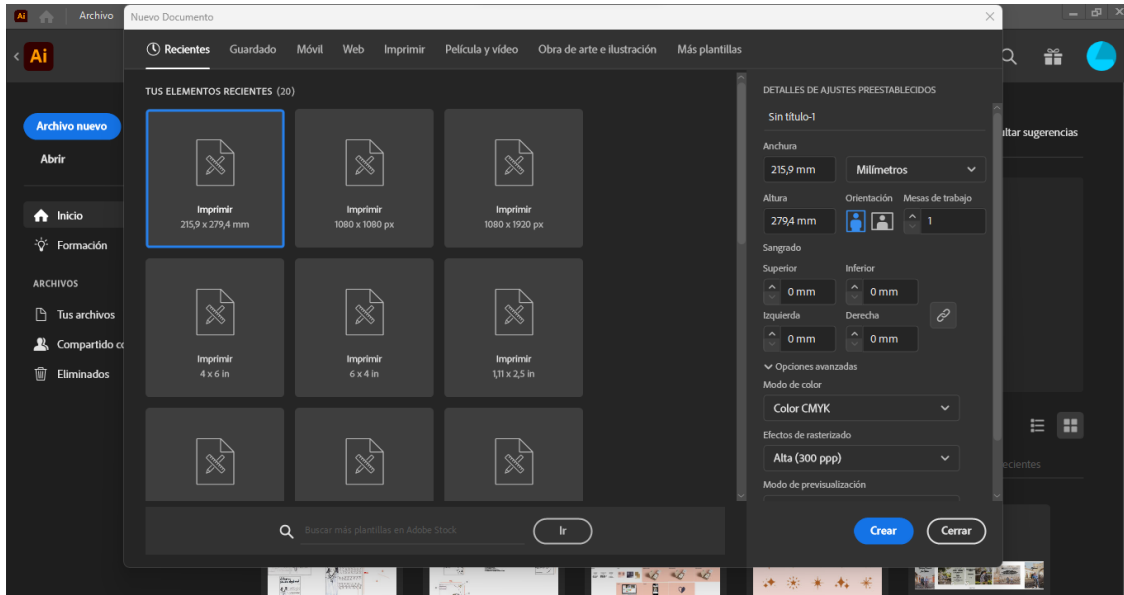 Ai
Archivo
Nuevo Documento
Ai
Recientes Guardado Móvil Web Imprimir Película y vídeo Obra de arte e ilustración Más plantillas
Archivo nuevo
Abrir
Inicio
Formación
ARCHIVOS
Tus archivos
Compartido co
Eliminados
TUS ELEMENTOS RECIENTES (20)
Imprimir
215,9 x 279,4 mm
Imprimir
1080 x 1080 px
Imprimir
1080 x 1920 px
Imprimir
4 x 6 in
Imprimir
6 x 4 in
Imprimir
1,11 x 2,5 in
Buscar más plantillas en Adobe Stock
Ir
DETALLES DE AJUSTES PREESTABLECIDOS
Sin título-1
Anchura
215,9 mm Milímetros
Altura Orientación Mesas de trabajo
279,4 mm 1
Sangrado
Superior Inferior
0 mm 0 mm
Izquierda Derecha
0 mm 0 mm
Opciones avanzadas
Modo de color
Color CMYK
Efectos de rasterizado
Alta (300 ppp)
Modo de previsualización
Crear Cerrar
ltar sugerencias
ecientes